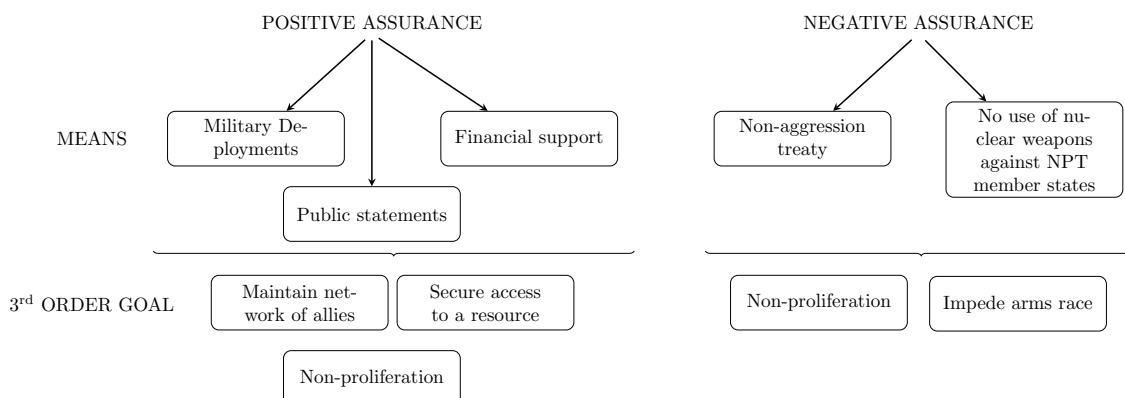 POSITIVE ASSURANCE
NEGATIVE ASSURANCE
MEANS
Military De-
ployments
Financial support
Public statements
Non-aggression
treaty
No use of nu-
clear weapons
against NPT
member states
3rd ORDER GOAL
Maintain net-
work of allies
Secure access
to a resource
Non-proliferation
Non-proliferation
Impede arms race